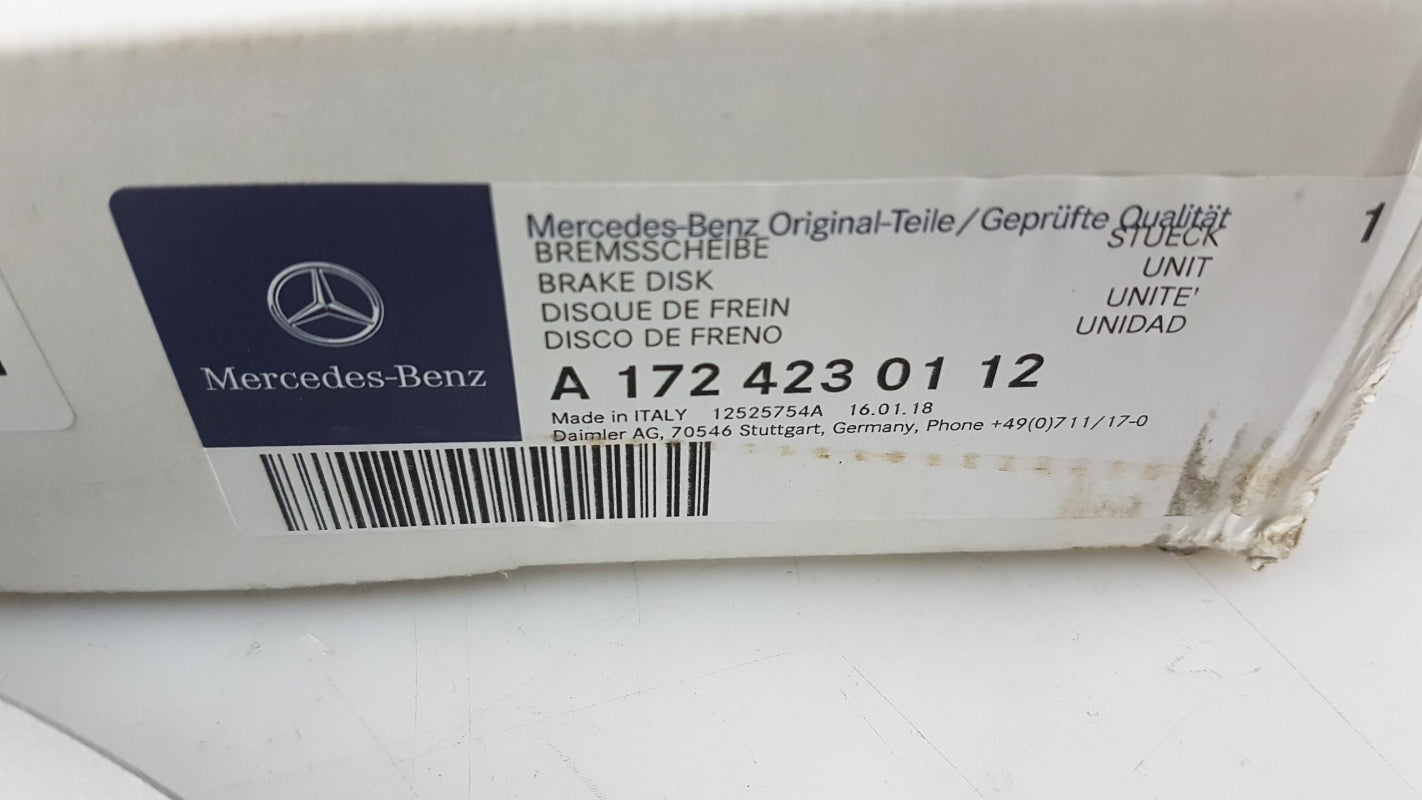 Mercedes-Benz Original-Teile/Geprüfte Qualität
BREMSSCHEIBE STUECK 1
BRAKE DISK UNIT
DISQUE DE FREIN UNITE'
DISCO DE FRENO UNIDAD
Mercedes-Benz
A 172 423 01 12
Made in ITALY 12525754A 16.01.18
Daimler AG, 70546 Stuttgart, Germany, Phone +49(0)711/17-0